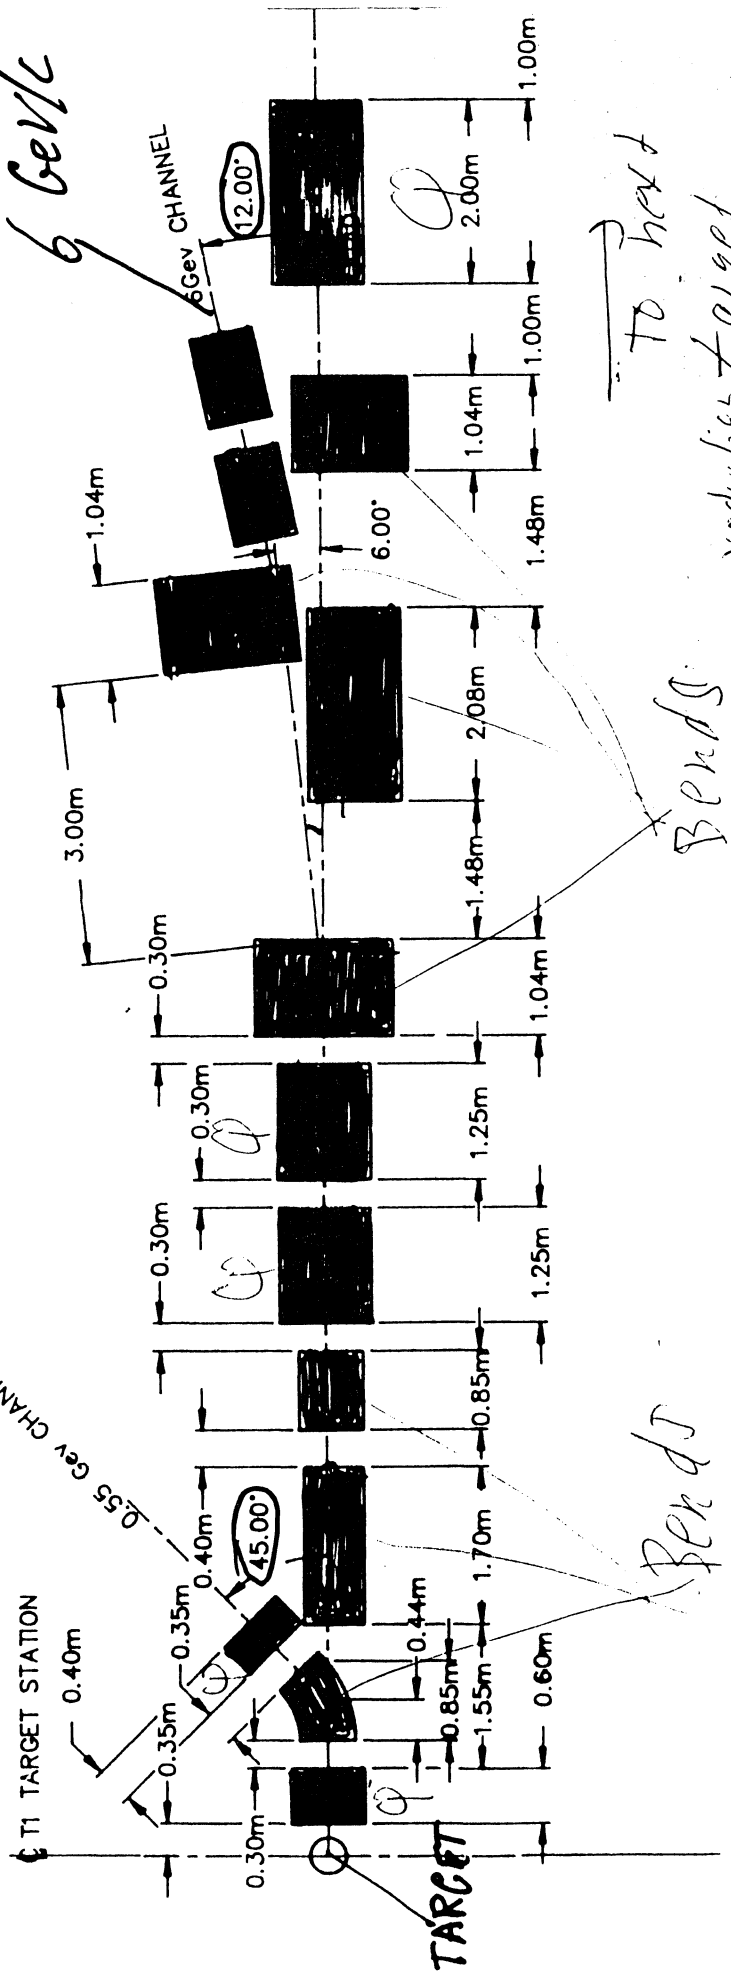 ₵ T1 TARGET STATION
0.40m
0.35m
0.35m
0.30m
TARGET
Q
Q
45.00°
0.55 Gev
0.40m
0.44m
0.85m
1.55m
0.60m
1.70m
0.85m
Bends
0.30m
0.30m
0.30m
Q
Q
1.25m
1.25m
1.04m
3.00m
1.48m
2.08m
1.04m
6.00°
1.48m
1.04m
Bends
6 GeV/c
6Gev CHANNEL
12.00°
1.00m
Q
2.00m
1.00m
To next
target